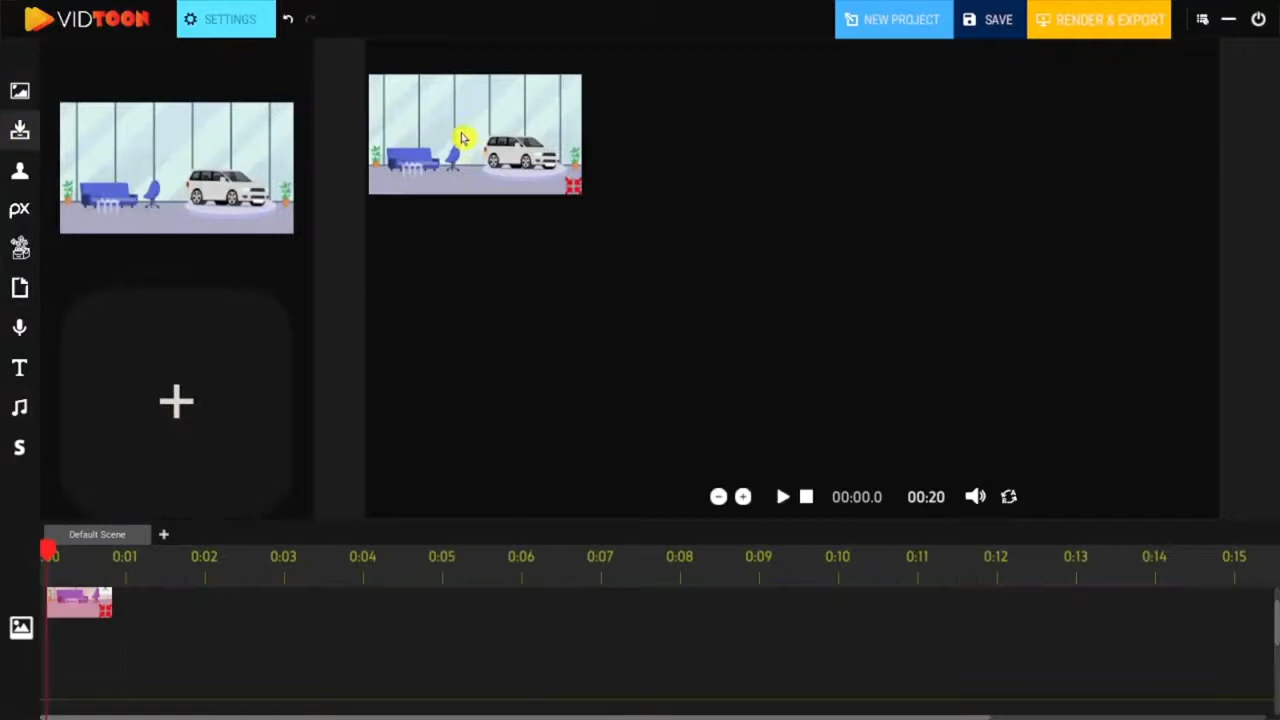 VIDTOON
SETTINGS
NEW PROJECT
SAVE
RENDER & EXPORT
px
T
S
00:00.0
00:20
Default Scene
0:01 0:02 0:03 0:04 0:05 0:06 0:07 0:08 0:09 0:10 0:11 0:12 0:13 0:14 0:15